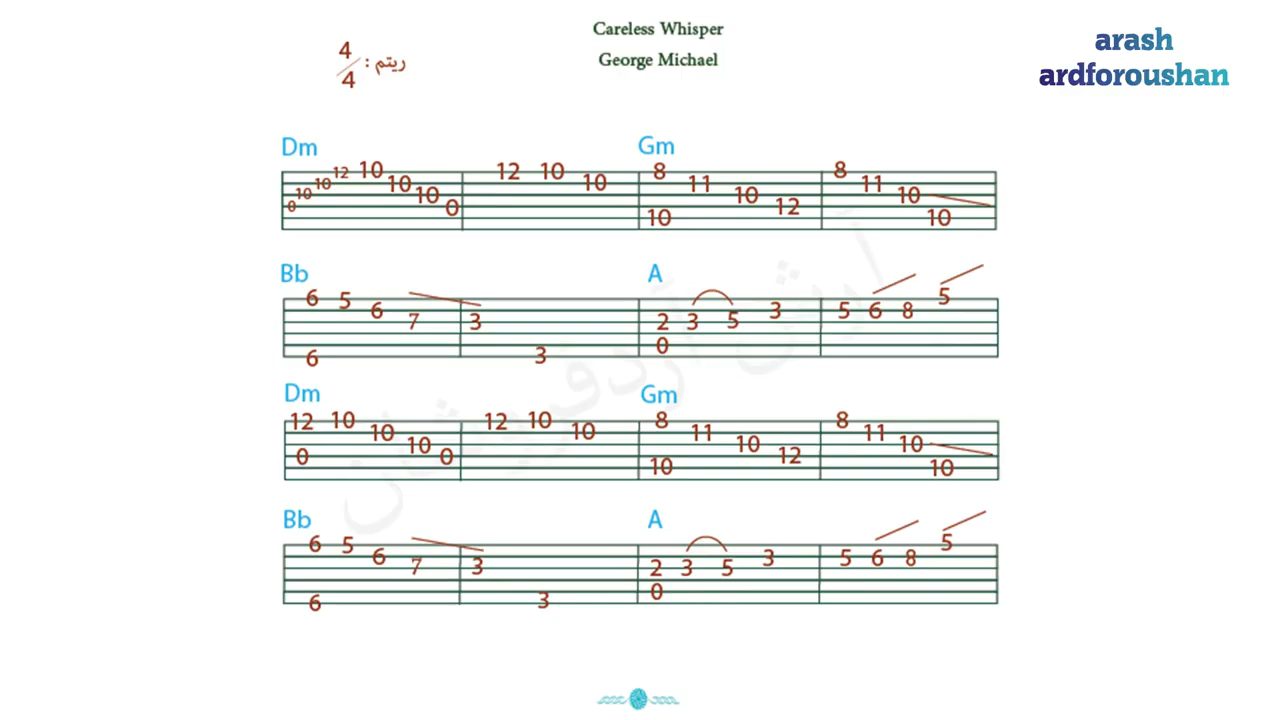 Careless Whisper
George Michael
ریتم : 4/4
arash
ardforoushan
Dm Gm
0 10 10 12 10 10 10 0 12 10 10 8 10 11 10 12 8 11 10 10
Bb A
6 6 5 6 7 3 3 2 0 3 5 3 5 6 8 5
Dm Gm
12 0 10 10 10 0 12 10 10 8 10 11 10 12 8 11 10 10
Bb A
6 6 5 6 7 3 3 2 0 3 5 3 5 6 8 5
آرش اردفروشان